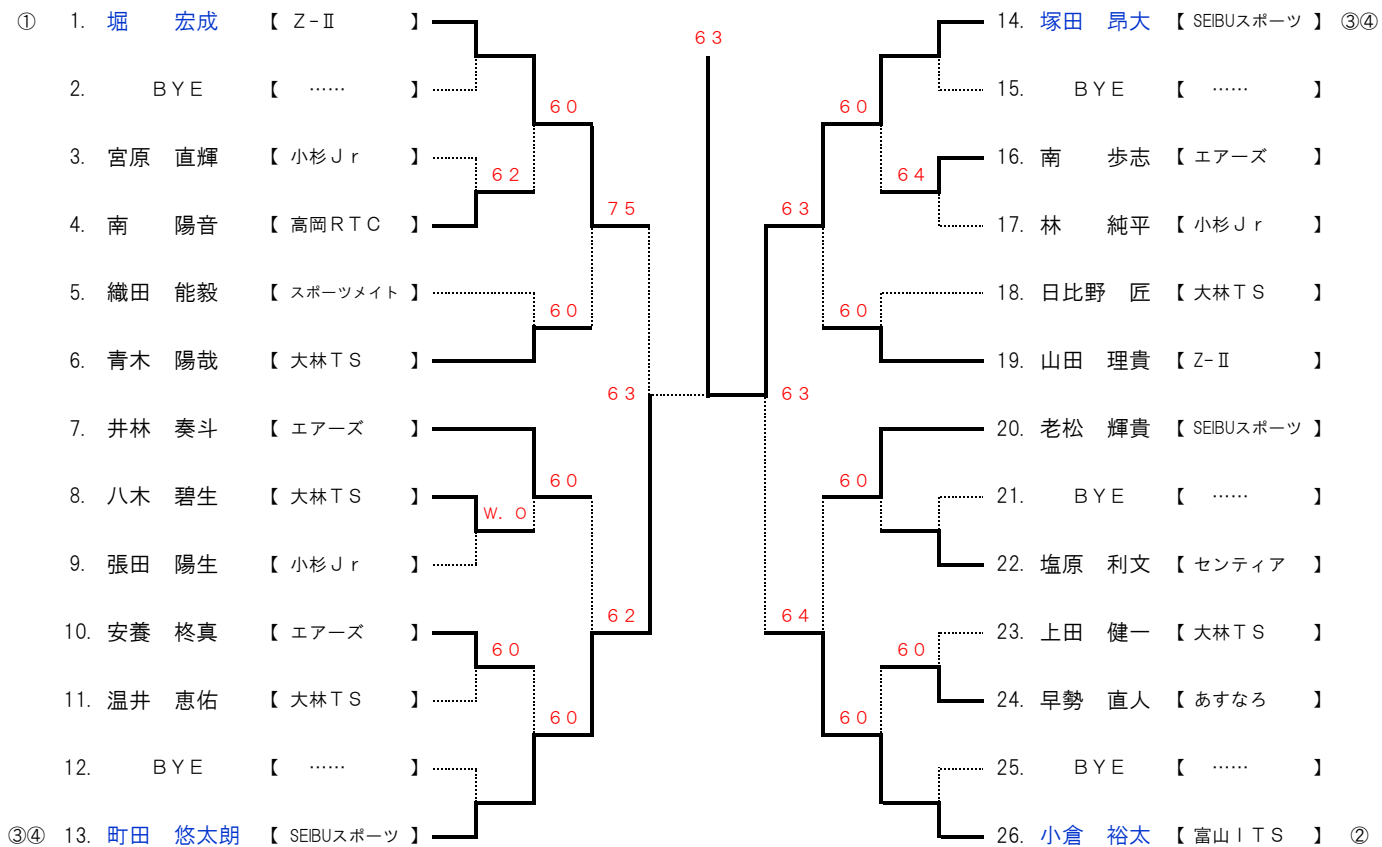 ① 1. 堀 宏成 【 Ｚ-Ⅱ 】
2. ＢＹＥ 【 …… 】
60
3. 宮原 直輝 【 小杉Ｊｒ 】
62
4. 南 陽音 【 高岡ＲＴＣ 】
75
5. 織田 能毅 【 スポーツメイト 】
60
6. 青木 陽哉 【 大林ＴＳ 】
63
7. 井林 奏斗 【 エアーズ 】
60
8. 八木 碧生 【 大林ＴＳ 】
Ｗ．Ｏ
9. 張田 陽生 【 小杉Ｊｒ 】
62
10. 安養 柊真 【 エアーズ 】
60
11. 温井 恵佑 【 大林ＴＳ 】
60
12. ＢＹＥ 【 …… 】
③④ 13. 町田 悠太朗 【 SEIBUスポーツ 】
63
14. 塚田 昂大 【 SEIBUスポーツ 】 ③④
15. ＢＹＥ 【 …… 】
60
16. 南 歩志 【 エアーズ 】
64
17. 林 純平 【 小杉Ｊｒ 】
63
18. 日比野 匠 【 大林ＴＳ 】
60
19. 山田 理貴 【 Z-Ⅱ 】
63
20. 老松 輝貴 【 SEIBUスポーツ 】
60
21. ＢＹＥ 【 …… 】
22. 塩原 利文 【 センティア 】
64
23. 上田 健一 【 大林ＴＳ 】
60
24. 早勢 直人 【 あすなろ 】
60
25. ＢＹＥ 【 …… 】
26. 小倉 裕太 【 富山ＩＴＳ 】 ②